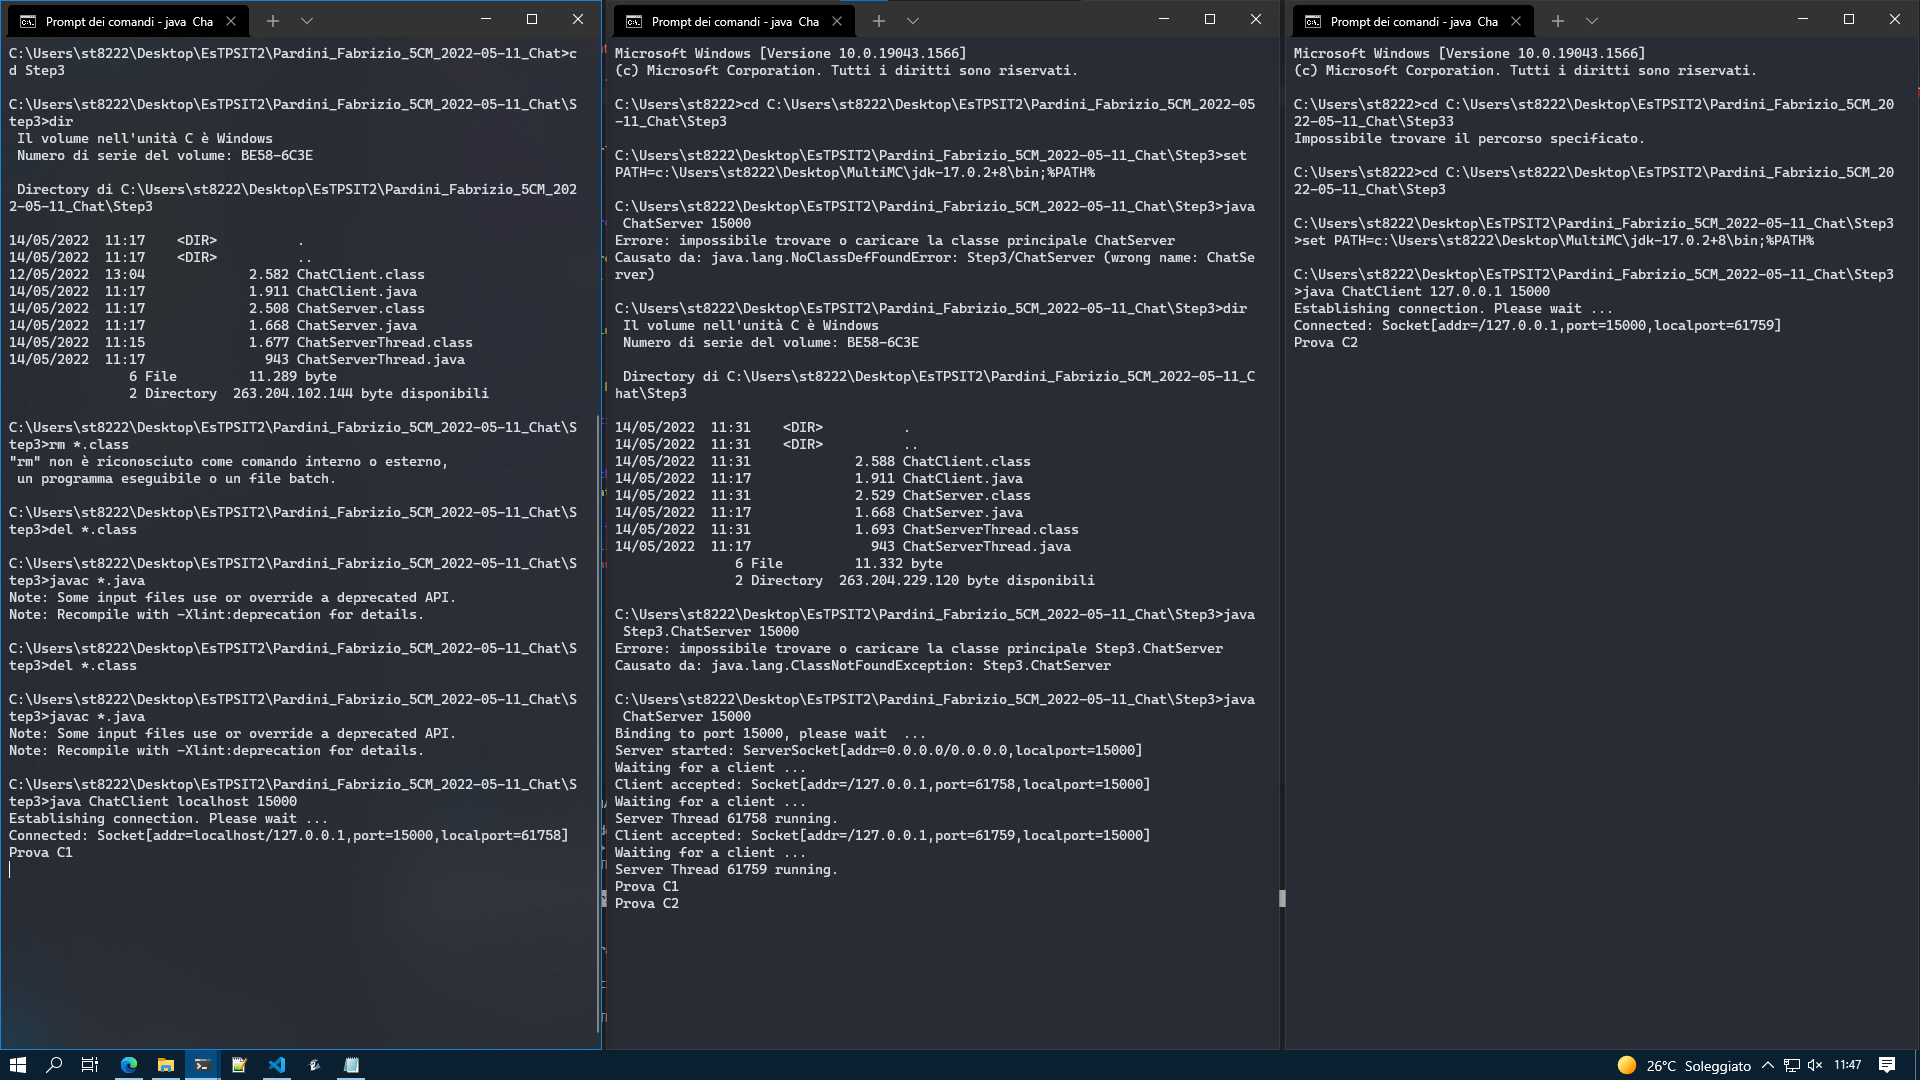 Prompt dei comandi - java  Cha
C:\Users\st8222\Desktop\EsTPSIT2\Pardini_Fabrizio_5CM_2022-05-11_Chat>c
d Step3
C:\Users\st8222\Desktop\EsTPSIT2\Pardini_Fabrizio_5CM_2022-05-11_Chat\S
tep3>dir
 Il volume nell'unità C è Windows
 Numero di serie del volume: BE58-6C3E
 Directory di C:\Users\st8222\Desktop\EsTPSIT2\Pardini_Fabrizio_5CM_202
2-05-11_Chat\Step3
14/05/2022  11:17    <DIR>          .
14/05/2022  11:17    <DIR>          ..
12/05/2022  13:04             2.582 ChatClient.class
14/05/2022  11:17             1.911 ChatClient.java
14/05/2022  11:17             2.508 ChatServer.class
14/05/2022  11:17             1.668 ChatServer.java
14/05/2022  11:15             1.677 ChatServerThread.class
14/05/2022  11:17               943 ChatServerThread.java
               6 File         11.289 byte
               2 Directory  263.204.102.144 byte disponibili
C:\Users\st8222\Desktop\EsTPSIT2\Pardini_Fabrizio_5CM_2022-05-11_Chat\S
tep3>rm *.class
"rm" non è riconosciuto come comando interno o esterno,
 un programma eseguibile o un file batch.
C:\Users\st8222\Desktop\EsTPSIT2\Pardini_Fabrizio_5CM_2022-05-11_Chat\S
tep3>del *.class
C:\Users\st8222\Desktop\EsTPSIT2\Pardini_Fabrizio_5CM_2022-05-11_Chat\S
tep3>javac *.java
Note: Some input files use or override a deprecated API.
Note: Recompile with -Xlint:deprecation for details.
C:\Users\st8222\Desktop\EsTPSIT2\Pardini_Fabrizio_5CM_2022-05-11_Chat\S
tep3>del *.class
C:\Users\st8222\Desktop\EsTPSIT2\Pardini_Fabrizio_5CM_2022-05-11_Chat\S
tep3>javac *.java
Note: Some input files use or override a deprecated API.
Note: Recompile with -Xlint:deprecation for details.
C:\Users\st8222\Desktop\EsTPSIT2\Pardini_Fabrizio_5CM_2022-05-11_Chat\S
tep3>java ChatClient localhost 15000
Establishing connection. Please wait ...
Connected: Socket[addr=localhost/127.0.0.1,port=15000,localport=61758]
Prova C1
Prompt dei comandi - java  Cha
Microsoft Windows [Versione 10.0.19043.1566]
(c) Microsoft Corporation. Tutti i diritti sono riservati.
C:\Users\st8222>cd C:\Users\st8222\Desktop\EsTPSIT2\Pardini_Fabrizio_5CM_2022-05
-11_Chat\Step3
C:\Users\st8222\Desktop\EsTPSIT2\Pardini_Fabrizio_5CM_2022-05-11_Chat\Step3>set
PATH=c:\Users\st8222\Desktop\MultiMC\jdk-17.0.2+8\bin;%PATH%
C:\Users\st8222\Desktop\EsTPSIT2\Pardini_Fabrizio_5CM_2022-05-11_Chat\Step3>java
 ChatServer 15000
Errore: impossibile trovare o caricare la classe principale ChatServer
Causato da: java.lang.NoClassDefFoundError: Step3/ChatServer (wrong name: ChatSe
rver)
C:\Users\st8222\Desktop\EsTPSIT2\Pardini_Fabrizio_5CM_2022-05-11_Chat\Step3>dir
 Il volume nell'unità C è Windows
 Numero di serie del volume: BE58-6C3E
 Directory di C:\Users\st8222\Desktop\EsTPSIT2\Pardini_Fabrizio_5CM_2022-05-11_C
hat\Step3
14/05/2022  11:31    <DIR>          .
14/05/2022  11:31    <DIR>          ..
14/05/2022  11:31             2.588 ChatClient.class
14/05/2022  11:17             1.911 ChatClient.java
14/05/2022  11:31             2.529 ChatServer.class
14/05/2022  11:17             1.668 ChatServer.java
14/05/2022  11:31             1.693 ChatServerThread.class
14/05/2022  11:17               943 ChatServerThread.java
               6 File         11.332 byte
               2 Directory  263.204.229.120 byte disponibili
C:\Users\st8222\Desktop\EsTPSIT2\Pardini_Fabrizio_5CM_2022-05-11_Chat\Step3>java
 Step3.ChatServer 15000
Errore: impossibile trovare o caricare la classe principale Step3.ChatServer
Causato da: java.lang.ClassNotFoundException: Step3.ChatServer
C:\Users\st8222\Desktop\EsTPSIT2\Pardini_Fabrizio_5CM_2022-05-11_Chat\Step3>java
 ChatServer 15000
Binding to port 15000, please wait  ...
Server started: ServerSocket[addr=0.0.0.0/0.0.0.0,localport=15000]
Waiting for a client ...
Client accepted: Socket[addr=/127.0.0.1,port=61758,localport=15000]
Waiting for a client ...
Server Thread 61758 running.
Client accepted: Socket[addr=/127.0.0.1,port=61759,localport=15000]
Waiting for a client ...
Server Thread 61759 running.
Prova C1
Prova C2
Prompt dei comandi - java  Cha
Microsoft Windows [Versione 10.0.19043.1566]
(c) Microsoft Corporation. Tutti i diritti sono riservati.
C:\Users\st8222>cd C:\Users\st8222\Desktop\EsTPSIT2\Pardini_Fabrizio_5CM_20
22-05-11_Chat\Step33
Impossibile trovare il percorso specificato.
C:\Users\st8222>cd C:\Users\st8222\Desktop\EsTPSIT2\Pardini_Fabrizio_5CM_20
22-05-11_Chat\Step3
C:\Users\st8222\Desktop\EsTPSIT2\Pardini_Fabrizio_5CM_2022-05-11_Chat\Step3
>set PATH=c:\Users\st8222\Desktop\MultiMC\jdk-17.0.2+8\bin;%PATH%
C:\Users\st8222\Desktop\EsTPSIT2\Pardini_Fabrizio_5CM_2022-05-11_Chat\Step3
>java ChatClient 127.0.0.1 15000
Establishing connection. Please wait ...
Connected: Socket[addr=/127.0.0.1,port=15000,localport=61759]
Prova C2
26°C  Soleggiato
11:47